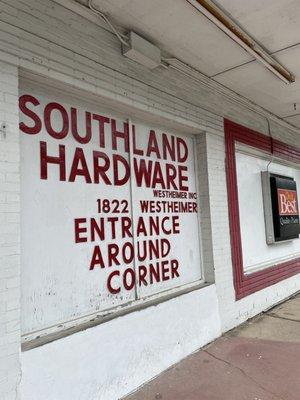 SOUTHLAND
HARDWARE
WESTHEIMER INC
1822 WESTHEIMER
ENTRANCE
AROUND
CORNER
Best